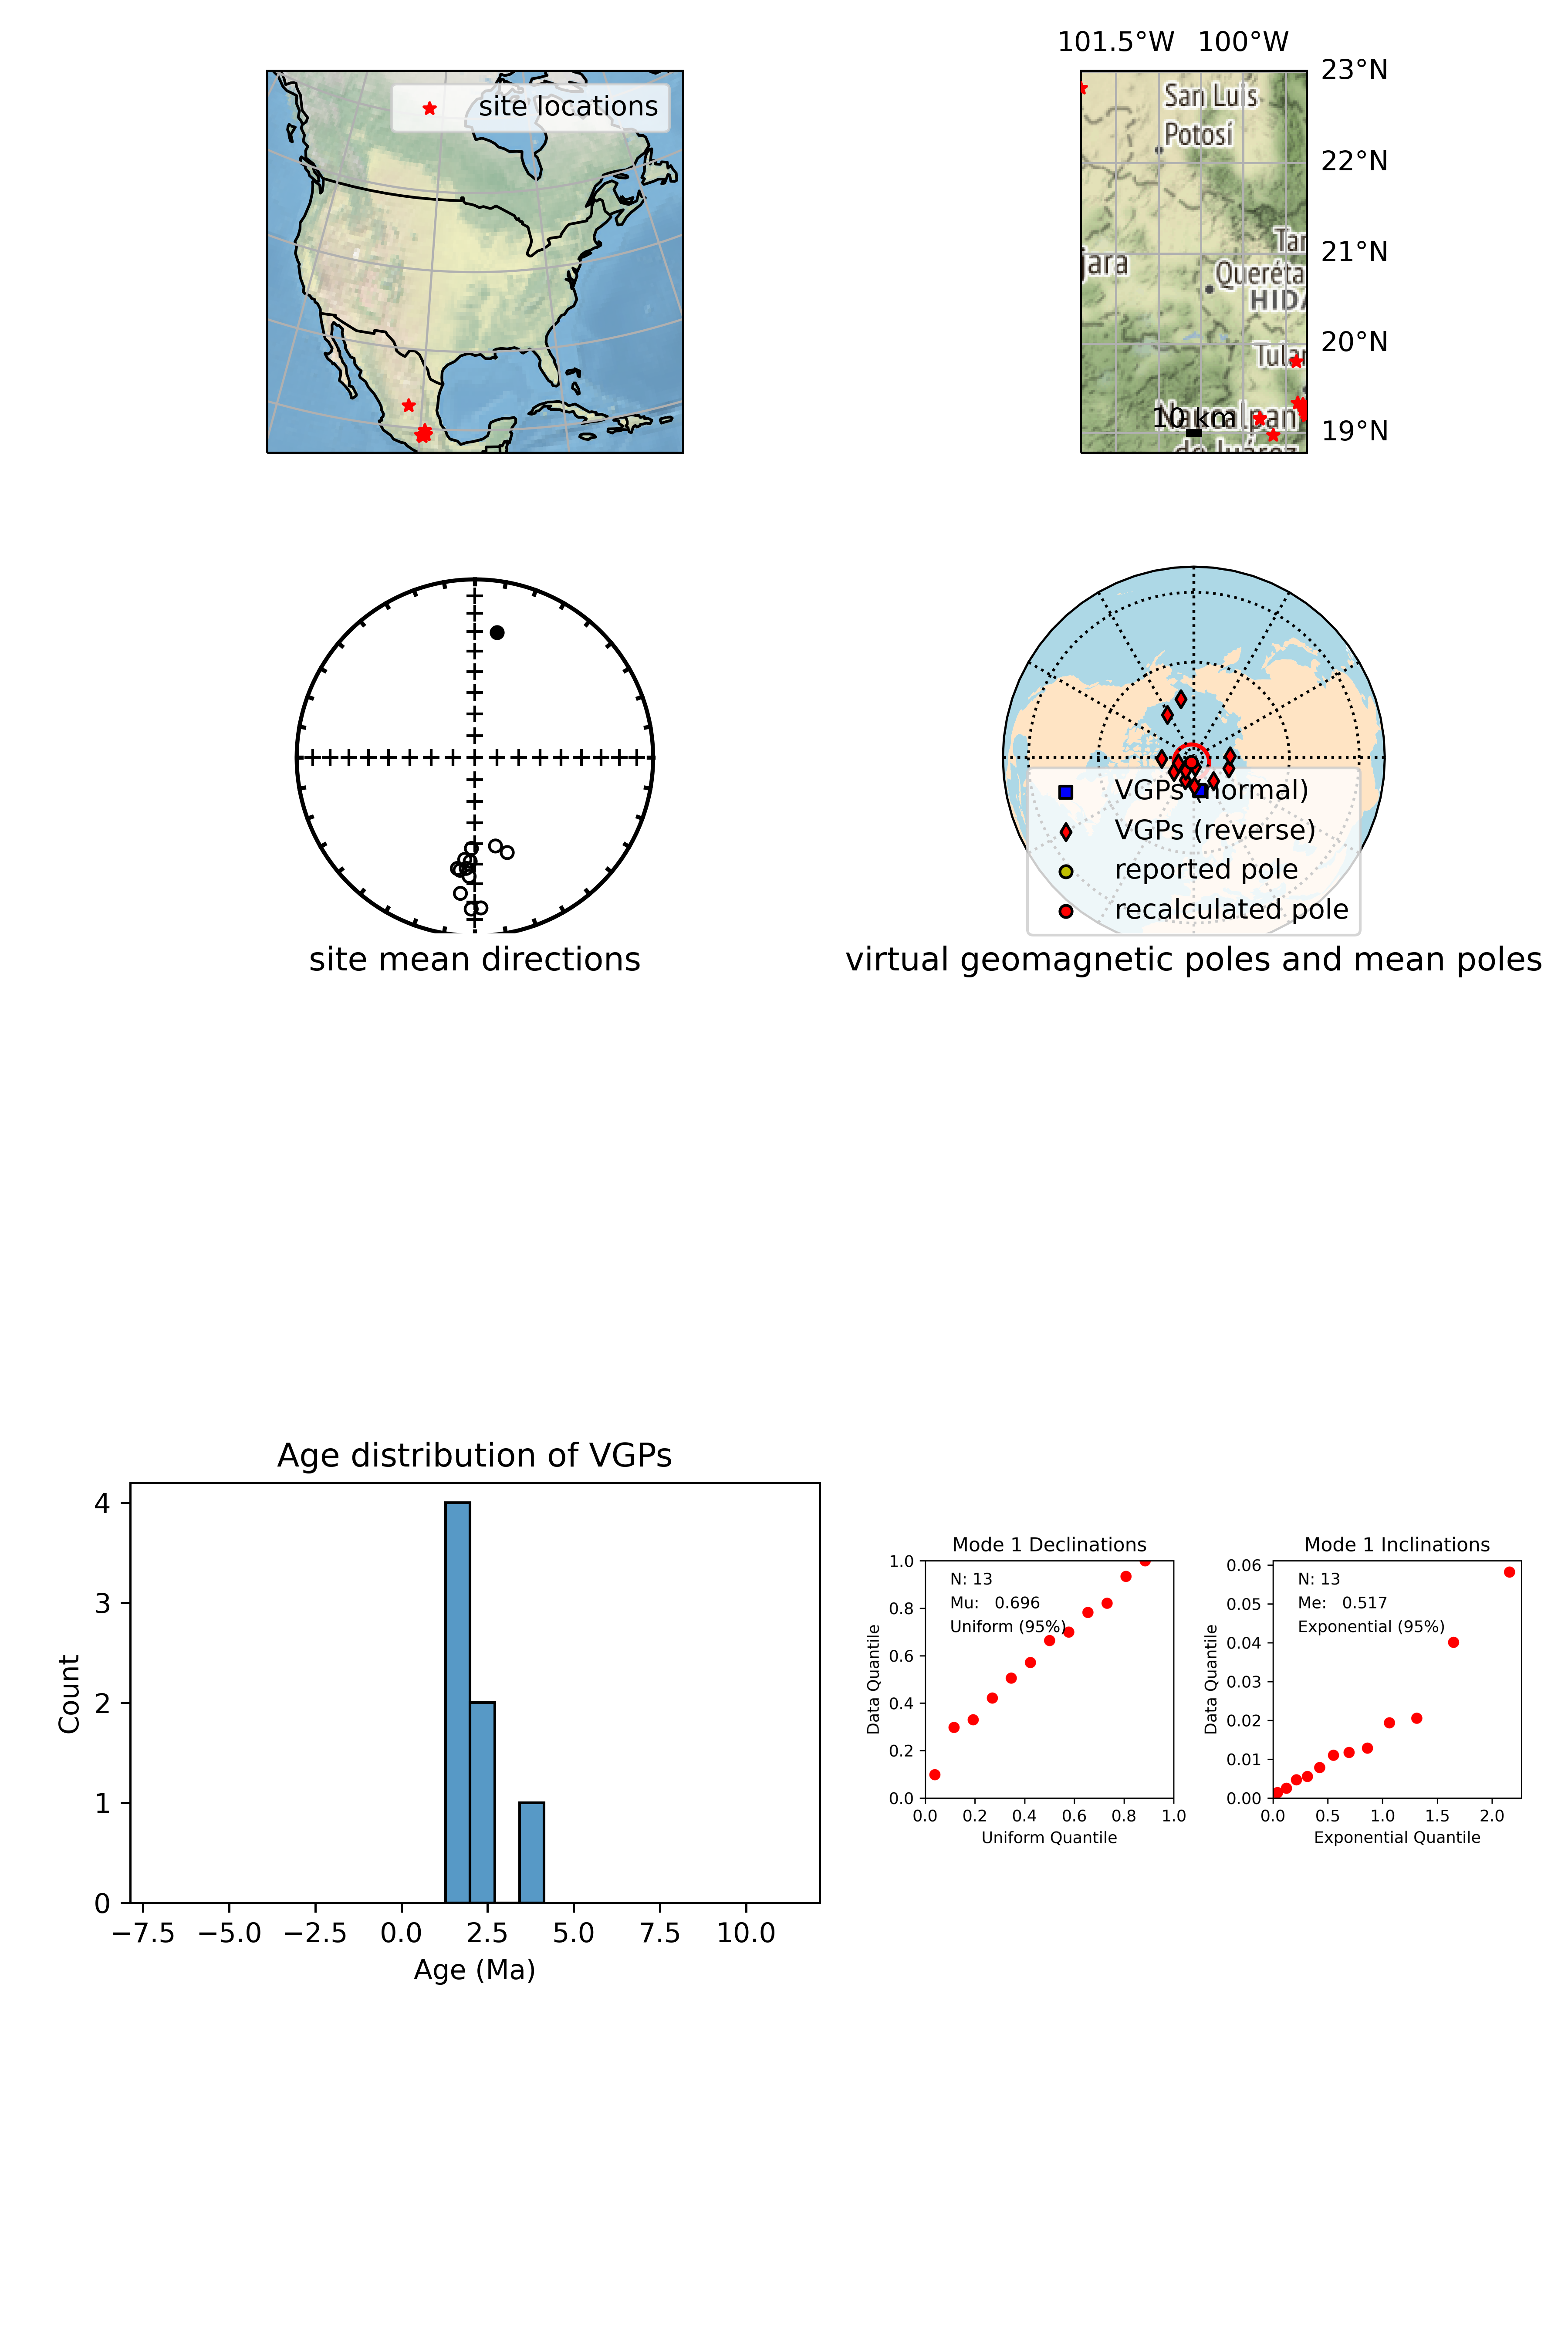 site locations
101.5°W 100°W
23°N
22°N
21°N
20°N
19°N
San Luis
Potosí
jara
HIDA
10 km
Naucalpan
de Juárez
site mean directions
VGPs (normal)
VGPs (reverse)
reported pole
recalculated pole
virtual geomagnetic poles and mean poles
Age distribution of VGPs
Count
4
3
2
1
0
−7.5 −5.0 −2.5 0.0 2.5 5.0 7.5 10.0
Age (Ma)
Mode 1 Declinations
N: 13
Mu: 0.696
Uniform (95%)
Data Quantile
1.0
0.8
0.6
0.4
0.2
0.0
0.0 0.2 0.4 0.6 0.8 1.0
Uniform Quantile
Mode 1 Inclinations
N: 13
Me: 0.517
Exponential (95%)
Data Quantile
0.06
0.05
0.04
0.03
0.02
0.01
0.00
0.0 0.5 1.0 1.5 2.0
Exponential Quantile